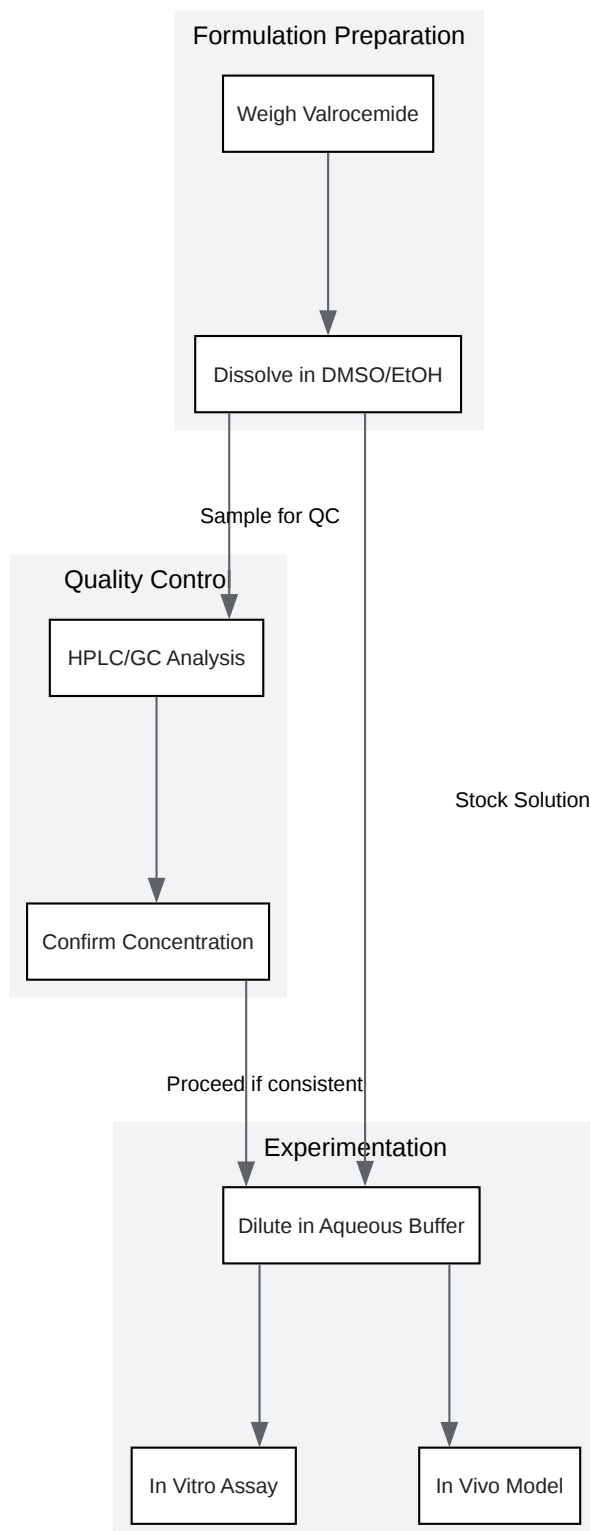 Formulation Preparation
Weigh Valrocemide
Dissolve in DMSO/EtOH
Sample for QC
Quality Control
HPLC/GC Analysis
Stock Solution
Confirm Concentration
Proceed if consistent
Experimentation
Dilute in Aqueous Buffer
In Vitro Assay
In Vivo Model